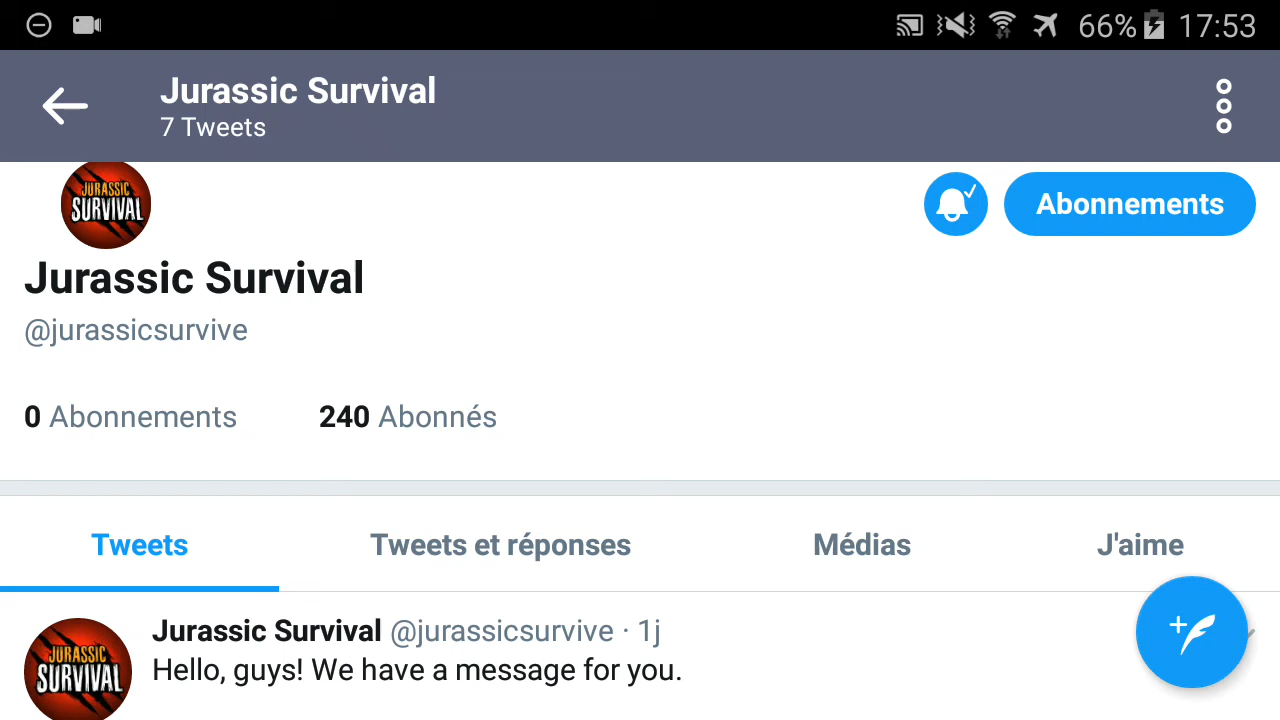 66% 17:53
Jurassic Survival
7 Tweets
JURASSIC
SURVIVAL
Abonnements
Jurassic Survival
@jurassicsurvive
0 Abonnements 240 Abonnés
Tweets Tweets et réponses Médias J'aime
Jurassic Survival @jurassicsurvive · 1j
Hello, guys! We have a message for you.
JURASSIC
SURVIVAL